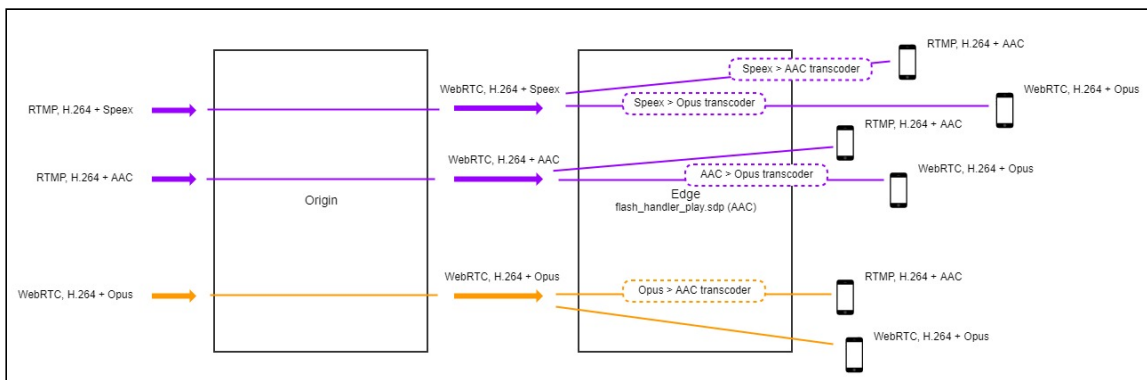 RTMP, H.264 + AAC
Speex > AAC transcoder
WebRTC, H.264 + Speex
WebRTC, H.264 + Opus
RTMP, H.264 + Speex
Speex > Opus transcoder
RTMP, H.264 + AAC
WebRTC, H.264 + AAC
WebRTC, H.264 + Opus
RTMP, H.264 + AAC
AAC > Opus transcoder
Origin
Edge
flash_handler_play.sdp (AAC)
WebRTC, H.264 + Opus
RTMP, H.264 + AAC
WebRTC, H.264 + Opus
Opus > AAC transcoder
WebRTC, H.264 + Opus